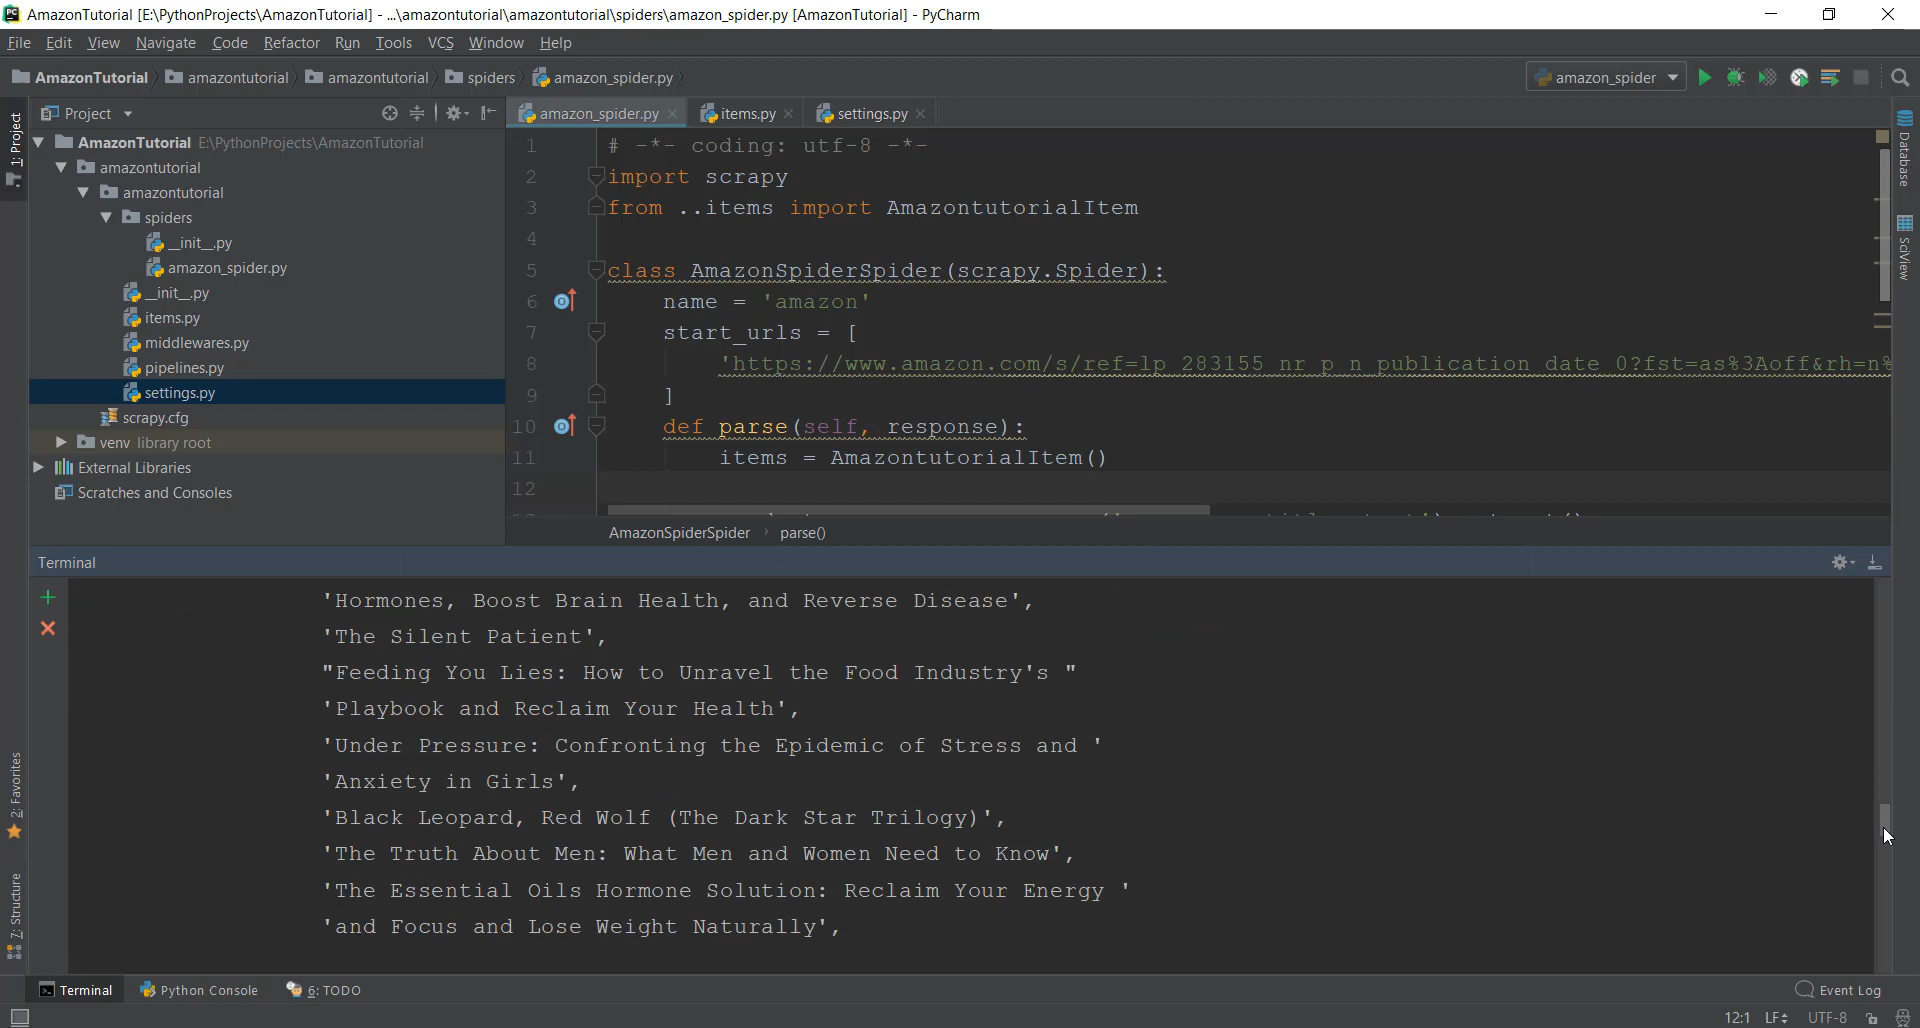 AmazonTutorial [E:\PythonProjects\AmazonTutorial] - ...\amazontutorial\amazontutorial\spiders\amazon_spider.py [AmazonTutorial] - PyCharm
File Edit View Navigate Code Refactor Run Tools VCS Window Help
AmazonTutorial amazontutorial amazontutorial spiders amazon_spider.py
amazon_spider
Project
amazon_spider.py items.py settings.py
1: Project
AmazonTutorial E:\PythonProjects\AmazonTutorial
amazontutorial
amazontutorial
spiders
__init__.py
amazon_spider.py
__init__.py
items.py
middlewares.py
pipelines.py
settings.py
scrapy.cfg
venv library root
External Libraries
Scratches and Consoles
1 # -*- coding: utf-8 -*-
2 import scrapy
3 from ..items import AmazontutorialItem
4
5 class AmazonSpiderSpider(scrapy.Spider):
6 name = 'amazon'
7 start_urls = [
8 'https://www.amazon.com/s/ref=lp_283155_nr_p_n_publication_date_0?fst=as%3Aoff&rh=n%
9 ]
10 def parse(self, response):
11 items = AmazontutorialItem()
12
AmazonSpiderSpider parse()
Database
SciView
Terminal
'Hormones, Boost Brain Health, and Reverse Disease',
'The Silent Patient',
"Feeding You Lies: How to Unravel the Food Industry's "
'Playbook and Reclaim Your Health',
'Under Pressure: Confronting the Epidemic of Stress and '
'Anxiety in Girls',
'Black Leopard, Red Wolf (The Dark Star Trilogy)',
'The Truth About Men: What Men and Women Need to Know',
'The Essential Oils Hormone Solution: Reclaim Your Energy '
'and Focus and Lose Weight Naturally',
2: Favorites
7: Structure
Terminal Python Console 6: TODO Event Log
12:1 LF UTF-8